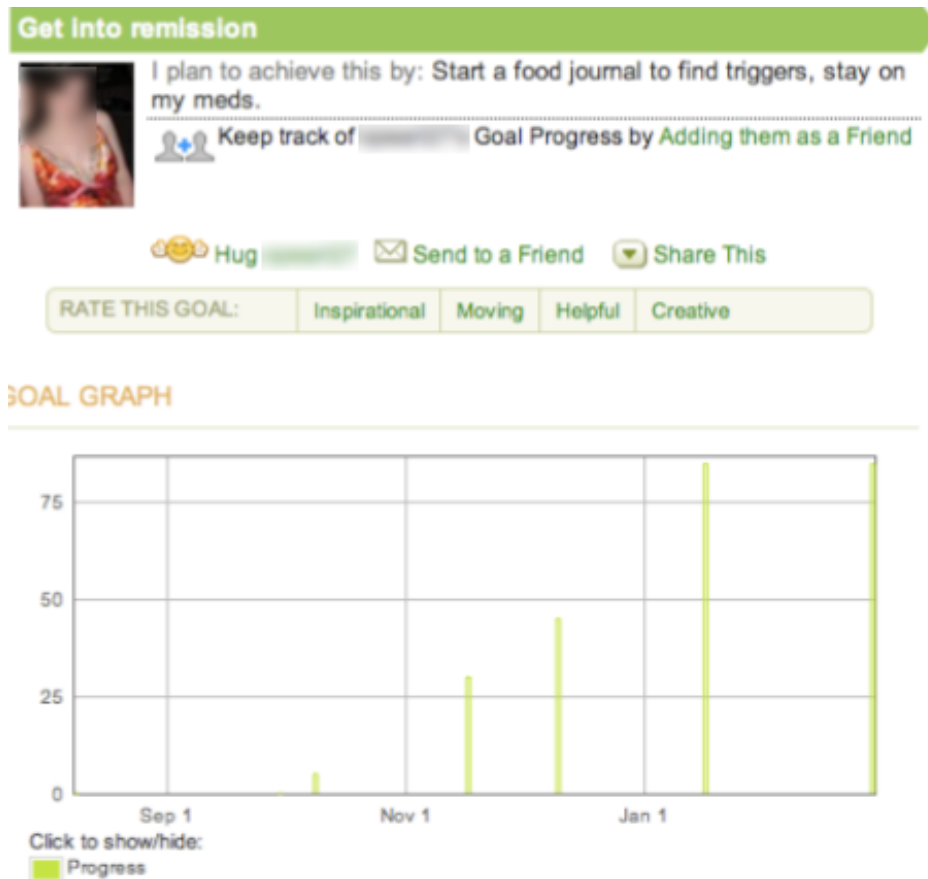 Get into remission
I plan to achieve this by: Start a food journal to find triggers, stay on
my meds.
Keep track of Goal Progress by Adding them as a Friend
Hug Send to a Friend Share This
RATE THIS GOAL: Inspirational Moving Helpful Creative
GOAL GRAPH
75
50
25
0
Sep 1 Nov 1 Jan 1
Click to show/hide:
Progress